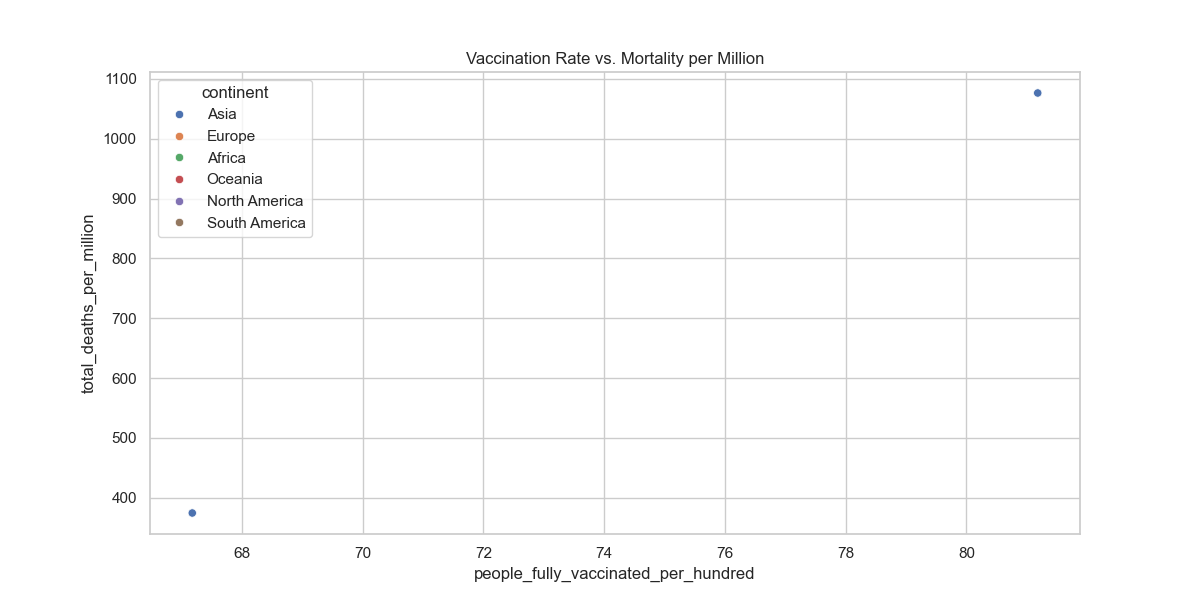 Vaccination Rate vs. Mortality per Million
continent
Asia
Europe
Africa
Oceania
North America
South America
total_deaths_per_million
1100
1000
900
800
700
600
500
400
68
70
72
74
76
78
80
people_fully_vaccinated_per_hundred